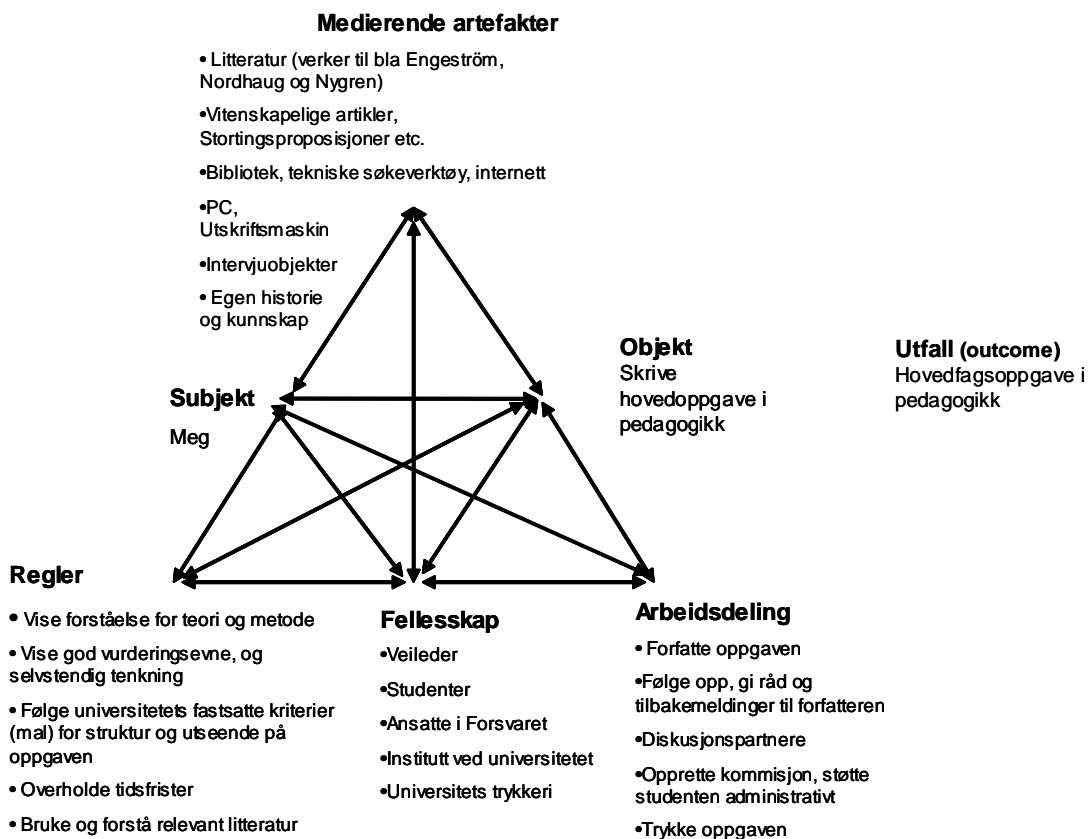 Medierende artefakter
• Litteratur (verker til bla Engeström,
Nordhaug og Nygren)
•Vitenskapelige artikler,
Stortingsproposisjoner etc.
•Bibliotek, tekniske søkeverktøy, internett
•PC,
Utskriftsmaskin
•Intervjuobjekter
• Egen historie
og kunnskap
Subjekt
Meg
Objekt
Skrive
hovedoppgave i
pedagogikk
Utfall (outcome)
Hovedfagsoppgave i
pedagogikk
Regler
• Vise forståelse for teori og metode
• Vise god vurderingsevne, og
selvstendig tenkning
• Følge universitetets fastsatte kriterier
(mal) for struktur og utseende på
oppgaven
• Overholde tidsfrister
• Bruke og forstå relevant litteratur
Fellesskap
•Veileder
•Studenter
•Ansatte i Forsvaret
•Institutt ved universitetet
•Universitets trykkeri
Arbeidsdeling
• Forfatte oppgaven
•Følge opp, gi råd og
tilbakemeldinger til forfatteren
•Diskusjonspartnere
•Opprette kommisjon, støtte
studenten administrativt
•Trykke oppgaven